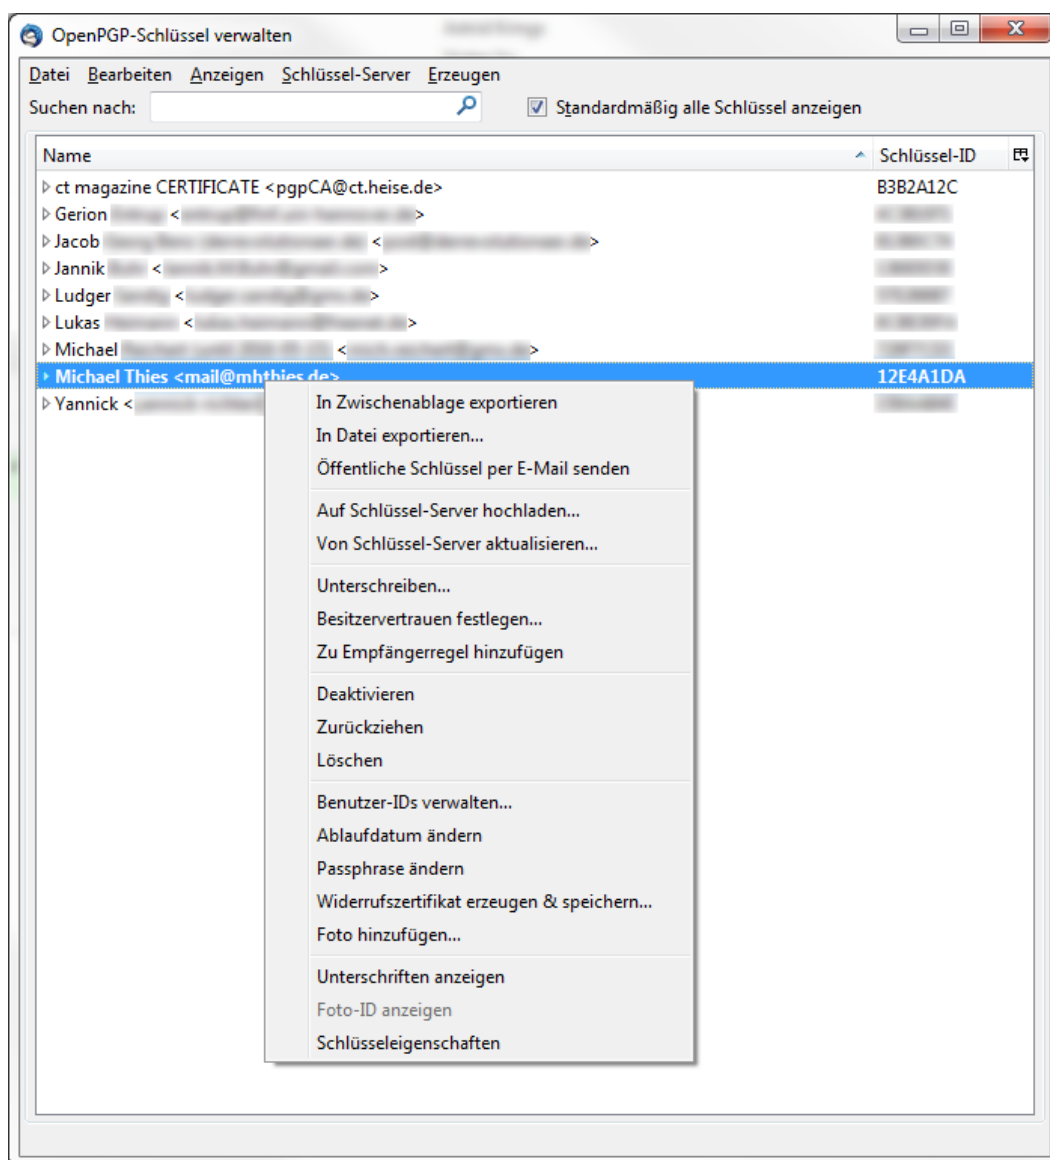 OpenPGP-Schlüssel verwalten
Datei Bearbeiten Anzeigen Schlüssel-Server Erzeugen
Suchen nach: Standardmäßig alle Schlüssel anzeigen
Name Schlüssel-ID
ct magazine CERTIFICATE <pgpCA@ct.heise.de> B3B2A12C
Gerion < >
Jacob < >
Jannik < >
Ludger < >
Lukas < >
Michael < >
Michael Thies <mail@mhthies.de> 12E4A1DA
Yannick <
In Zwischenablage exportieren
In Datei exportieren...
Öffentliche Schlüssel per E-Mail senden
Auf Schlüssel-Server hochladen...
Von Schlüssel-Server aktualisieren...
Unterschreiben...
Besitzervertrauen festlegen...
Zu Empfängerregel hinzufügen
Deaktivieren
Zurückziehen
Löschen
Benutzer-IDs verwalten...
Ablaufdatum ändern
Passphrase ändern
Widerrufszertifikat erzeugen & speichern...
Foto hinzufügen...
Unterschriften anzeigen
Foto-ID anzeigen
Schlüsseleigenschaften